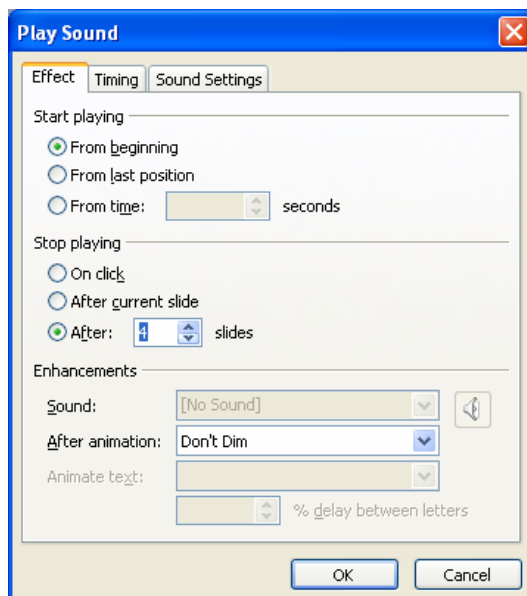 Play Sound
Effect Timing Sound Settings
Start playing
From beginning
From last position
From time: seconds
Stop playing
On click
After current slide
After: 4 slides
Enhancements
Sound: [No Sound]
After animation: Don't Dim
Animate text:
% delay between letters
OK Cancel